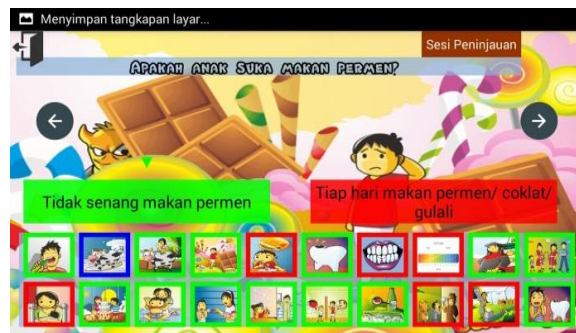 Menyimpan tangkapan layar...
Sesi Peninjauan
APAKAH ANAK SUKA MAKAN PERMEN?
Tidak senang makan permen
Tiap hari makan permen/ coklat/
gulali